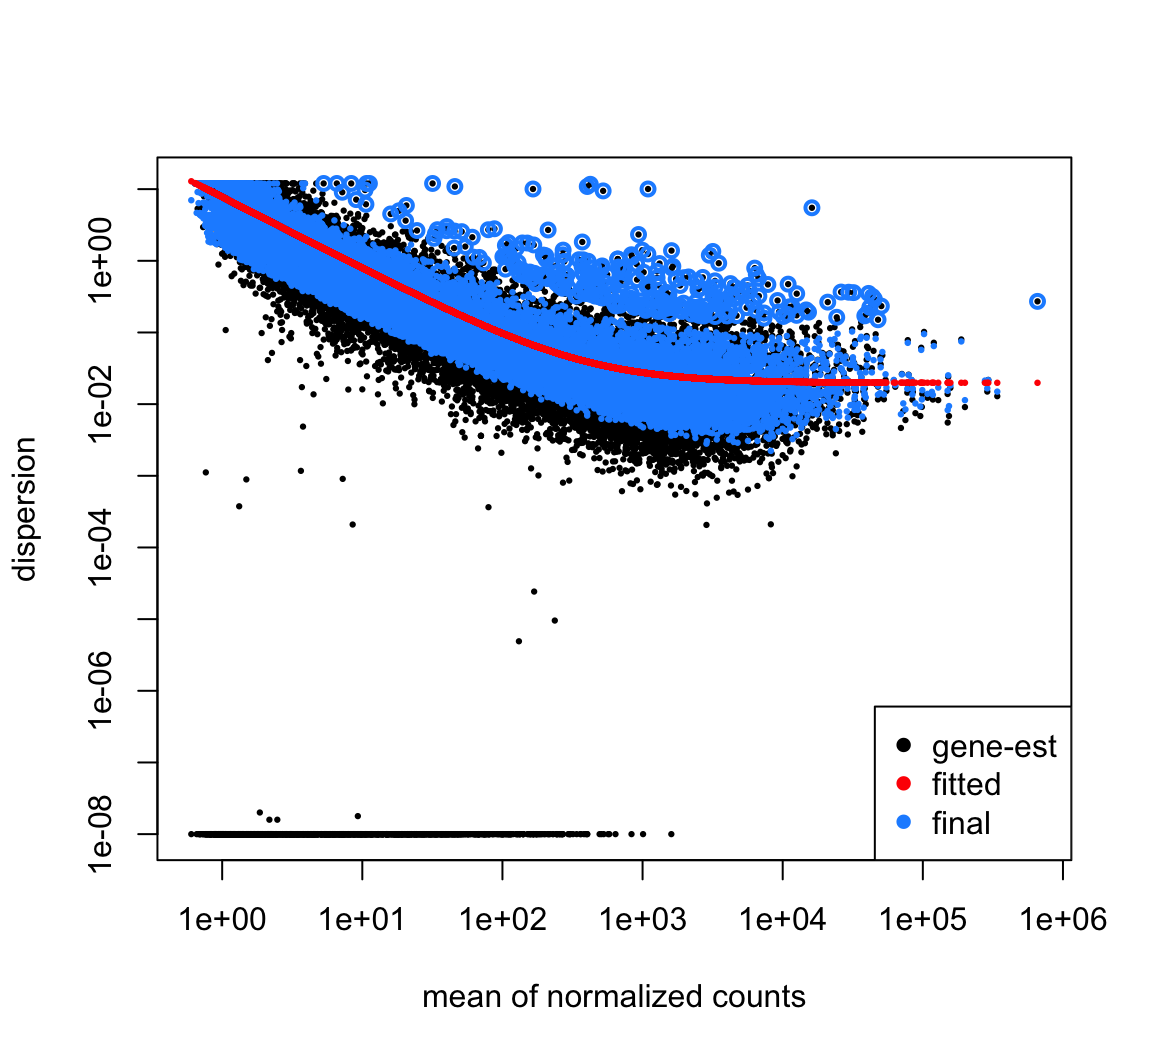 1e+00
1e-02
1e-04
1e-06
1e-08
dispersion
1e+00 1e+01 1e+02 1e+03 1e+04 1e+05 1e+06
mean of normalized counts
gene-est
fitted
final